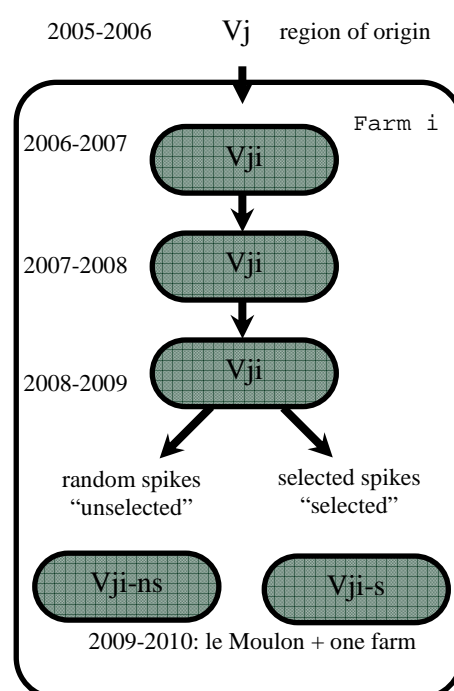 2005-2006 Vj region of origin
Farm i
2006-2007
Vji
2007-2008
Vji
2008-2009
Vji
random spikes
“unselected”
selected spikes
“selected”
Vji-ns
Vji-s
2009-2010: le Moulon + one farm